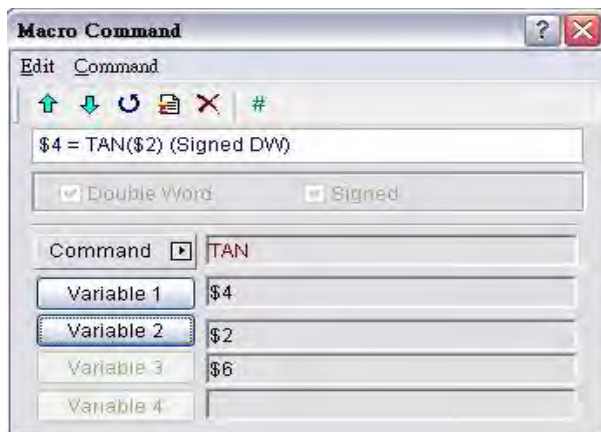 Macro Command
Edit Command
#
$4 = TAN($2) (Signed DW)
Double Word Signed
Command TAN
Variable 1 $4
Variable 2 $2
Variable 3 $6
Variable 4